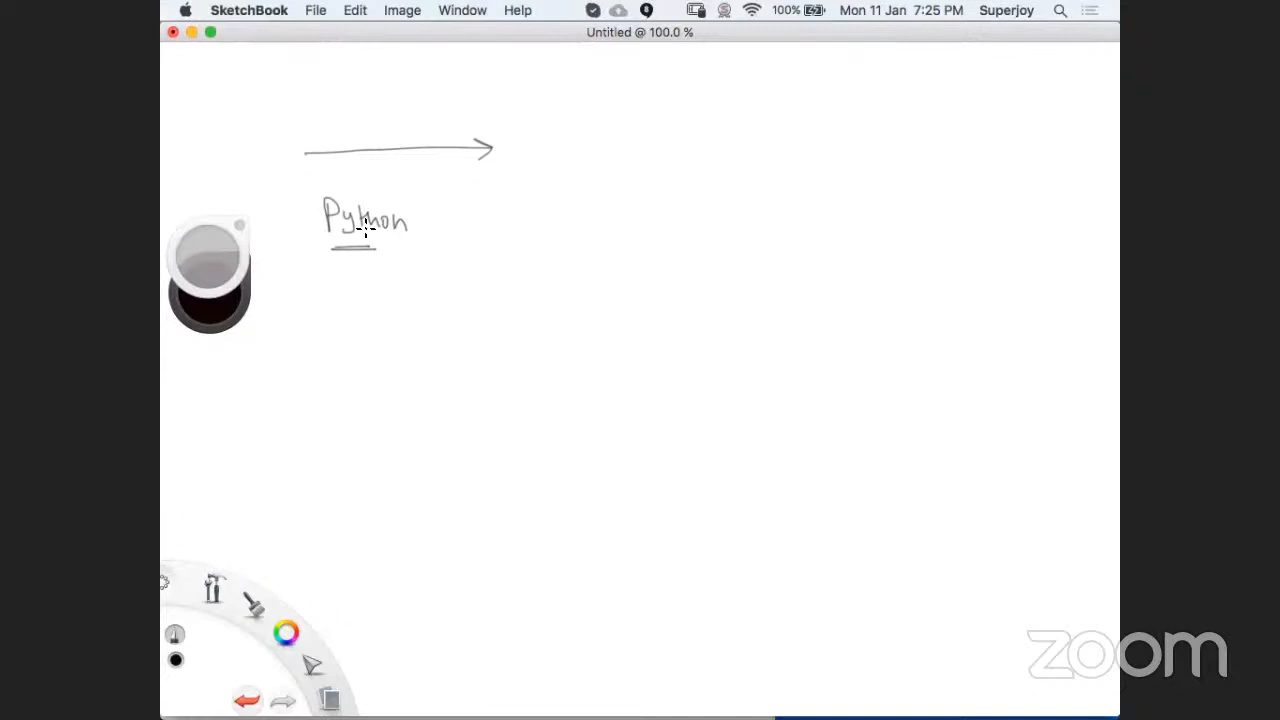 SketchBook File Edit Image Window Help 100% Mon 11 Jan 7:25 PM Superjoy
Untitled @ 100.0 %
Python
zoom